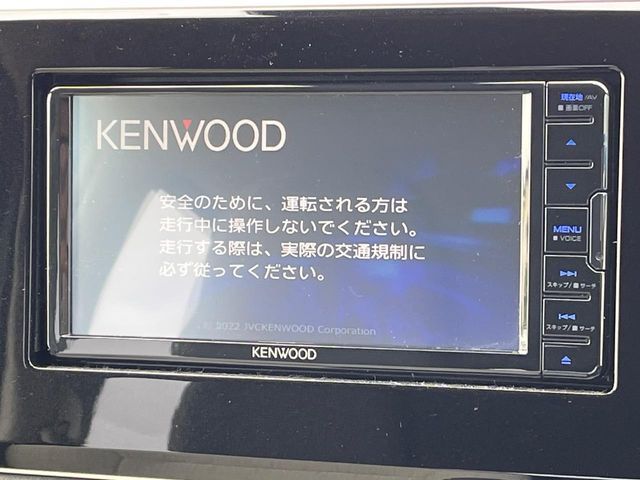 KENWOOD
安全のために、運転される方は
走行中に操作しないでください。
走行する際は、実際の交通規制に
必ず従ってください。
© 2022 JVCKENWOOD Corporation
KENWOOD
現在地/AV
画面OFF
MENU
VOICE
スキップ/サーチ
スキップ/サーチ